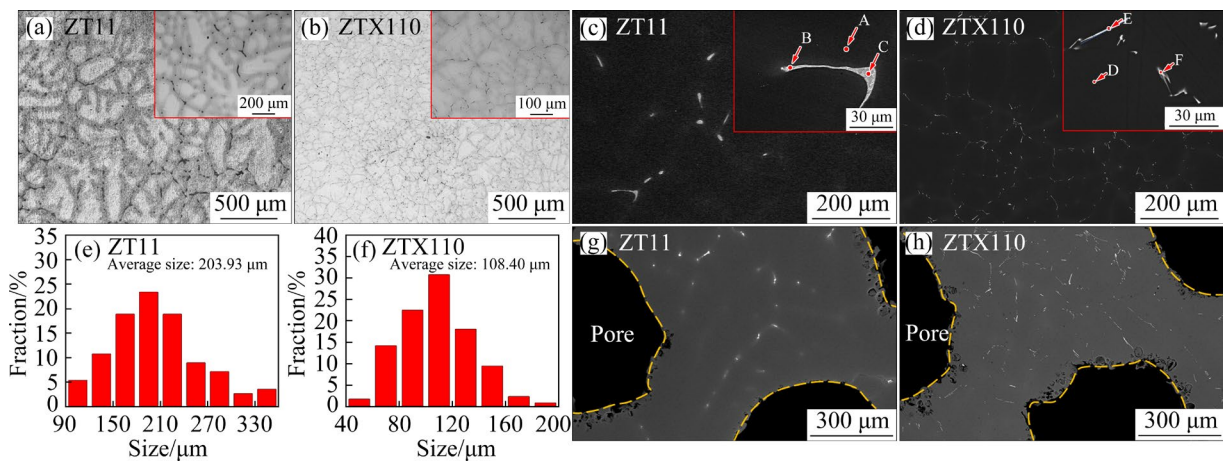 (a) ZT11
200 μm
500 μm
(b) ZTX110
100 μm
500 μm
(c) ZT11
A
B
C
30 μm
200 μm
(d) ZTX110
E
D
F
30 μm
200 μm
(e) ZT11
Average size: 203.93 μm
Fraction/%
35
30
25
20
15
10
5
0
90 150 210 270 330
Size/μm
(f) ZTX110
Average size: 108.40 μm
Fraction/%
40
35
30
25
20
15
10
5
0
40 80 120 160 200
Size/μm
(g) ZT11
Pore
300 μm
(h) ZTX110
Pore
300 μm